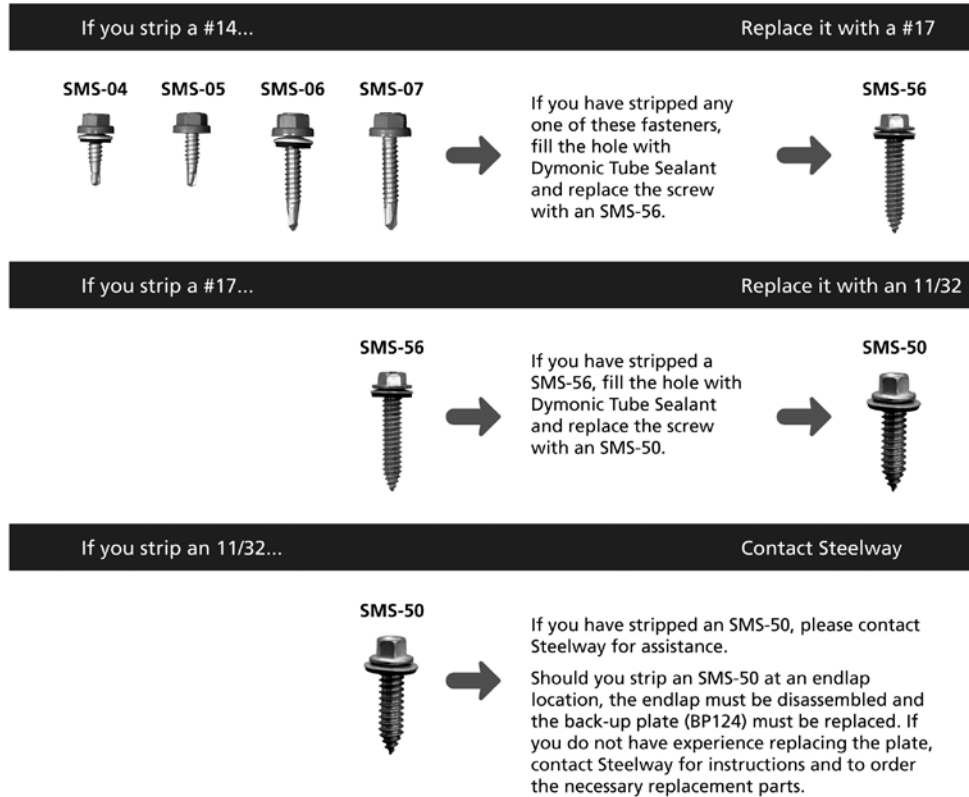 If you strip a #14...
Replace it with a #17
SMS-04
SMS-05
SMS-06
SMS-07
If you have stripped any
one of these fasteners,
fill the hole with
Dymonic Tube Sealant
and replace the screw
with an SMS-56.
SMS-56
If you strip a #17...
Replace it with an 11/32
SMS-56
If you have stripped a
SMS-56, fill the hole with
Dymonic Tube Sealant
and replace the screw
with an SMS-50.
SMS-50
If you strip an 11/32...
Contact Steelway
SMS-50
If you have stripped an SMS-50, please contact
Steelway for assistance.
Should you strip an SMS-50 at an endlap
location, the endlap must be disassembled and
the back-up plate (BP124) must be replaced. If
you do not have experience replacing the plate,
contact Steelway for instructions and to order
the necessary replacement parts.